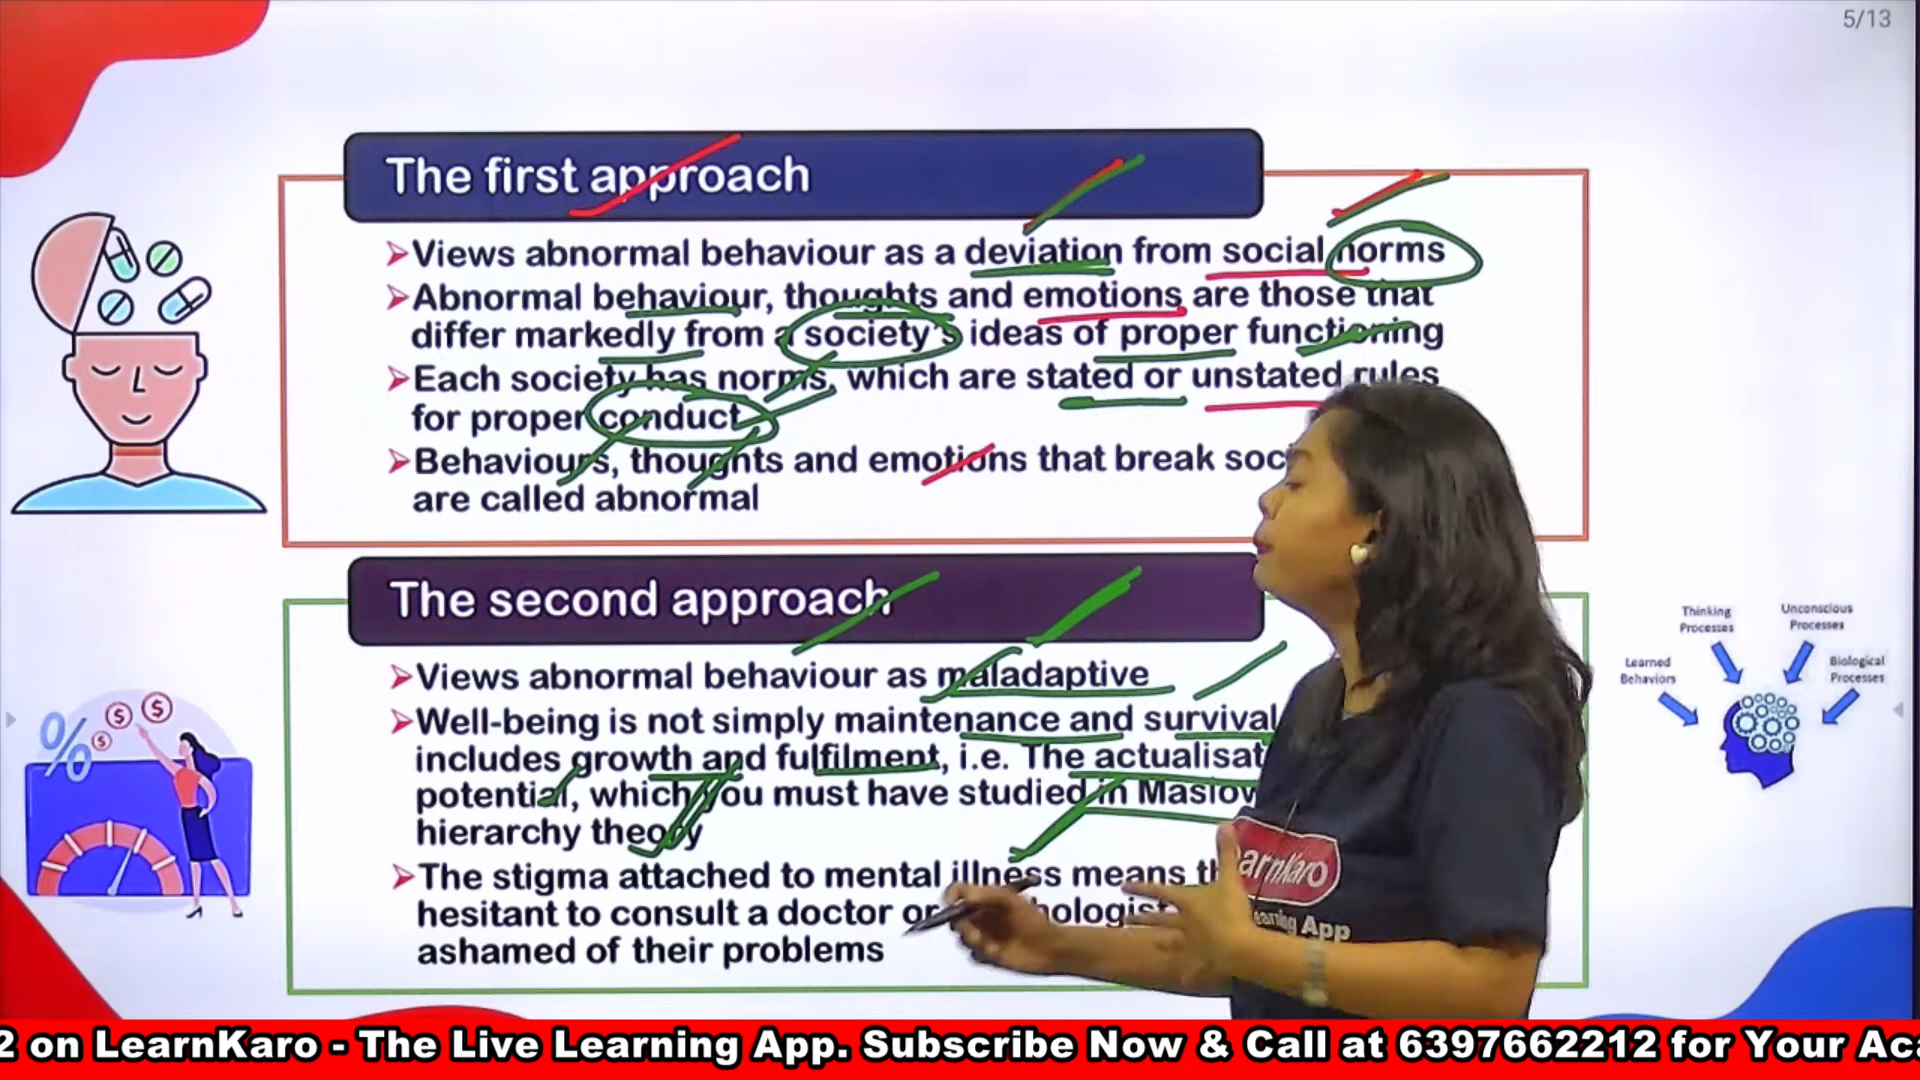 5/13
The first approach
Views abnormal behaviour as a deviation from social norms
Abnormal behaviour, thoughts and emotions are those that
differ markedly from a society's ideas of proper functioning
Each society has norms, which are stated or unstated rules
for proper conduct
Behaviours, thoughts and emotions that break
are called abnormal
The second approach
Views abnormal behaviour as maladaptive
Well-being is not simply maintenance and survival
includes growth and fulfilment, i.e. The
potential, which you must have studied in
hierarchy theory
The stigma attached to mental illness means
hesitant to consult a doctor or
ashamed of their problems
Thinking
Processes
Unconscious
Processes
Learned
Behaviors
Biological
Processes
%
$ $ $
App
2 on LearnKaro - The Live Learning App. Subscribe Now & Call at 6397662212 for Your